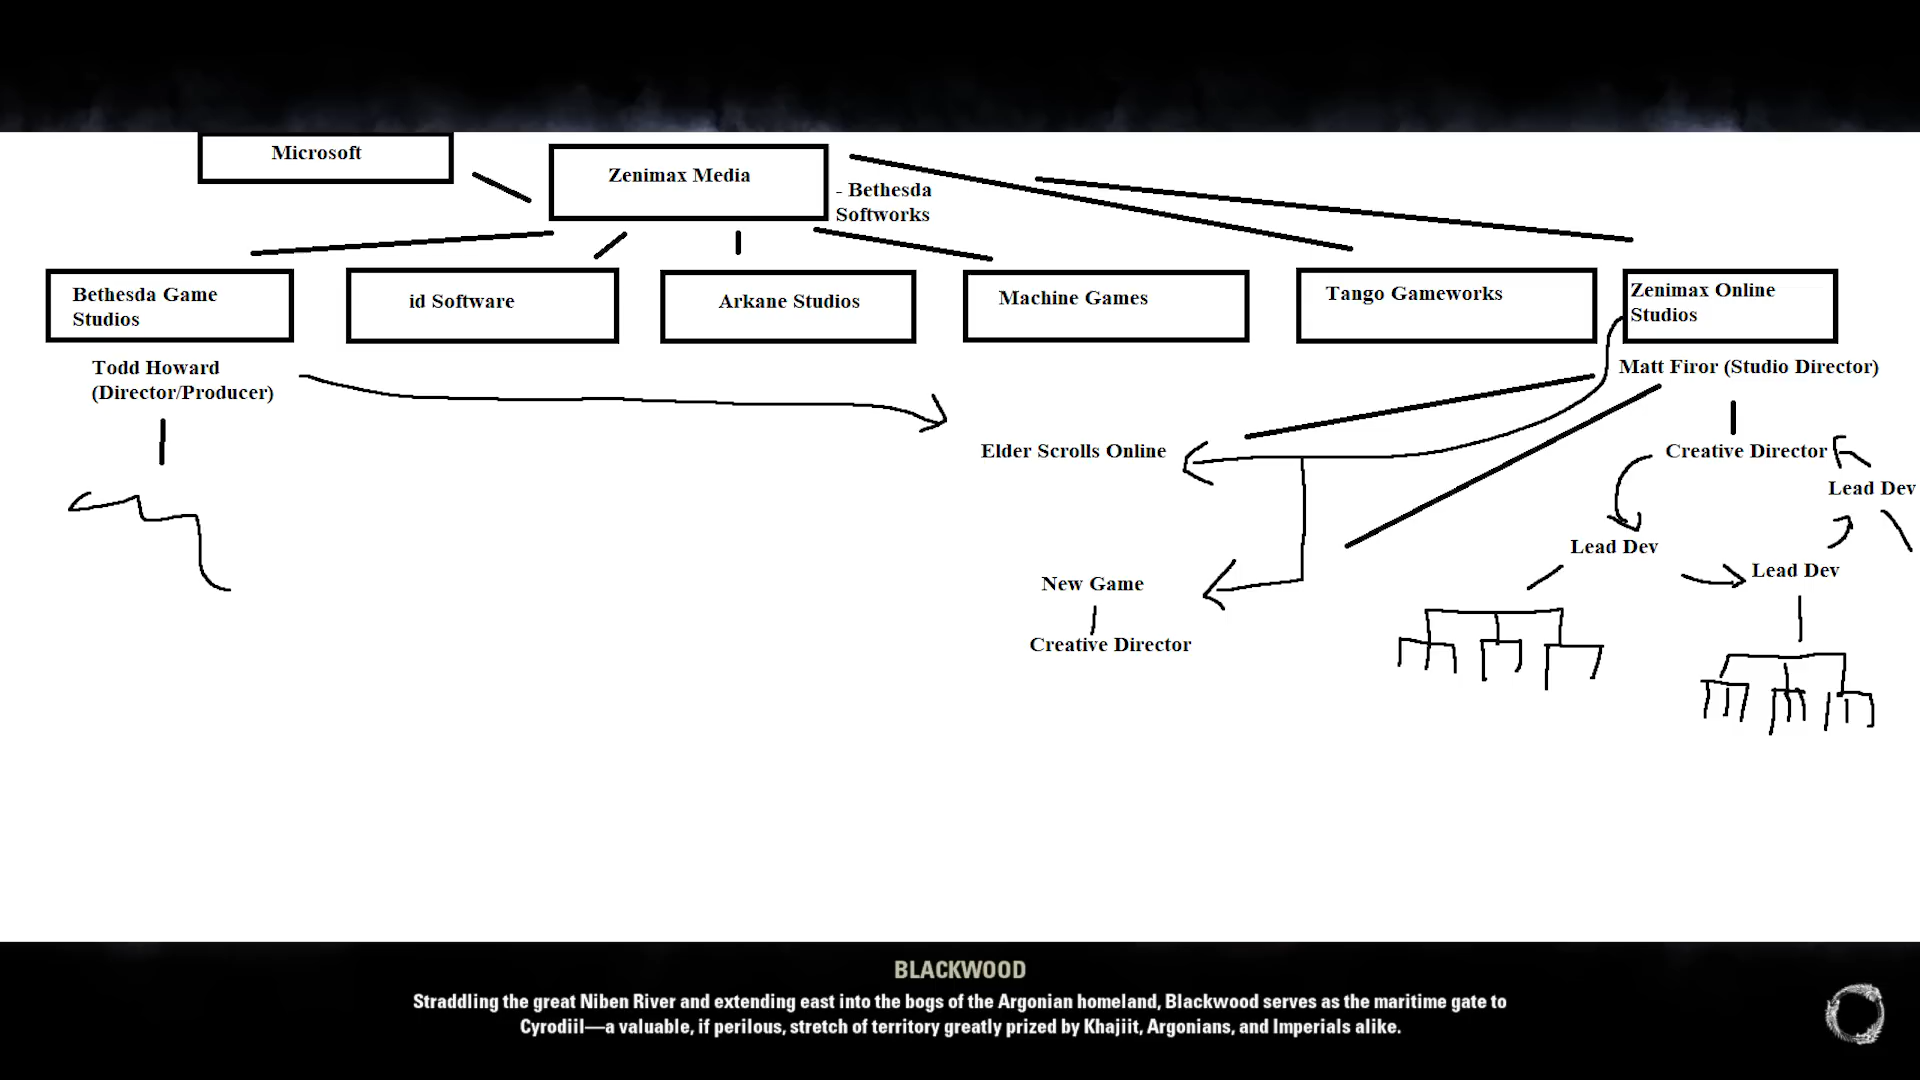 Microsoft
Zenimax Media
- Bethesda
Softworks
Bethesda Game
Studios
id Software
Arkane Studios
Machine Games
Tango Gameworks
Zenimax Online
Studios
Todd Howard
(Director/Producer)
Matt Firor (Studio Director)
Elder Scrolls Online
Creative Director
Lead Dev
Lead Dev
Lead Dev
New Game
Creative Director
BLACKWOOD
Straddling the great Niben River and extending east into the bogs of the Argonian homeland, Blackwood serves as the maritime gate to
Cyrodiil—a valuable, if perilous, stretch of territory greatly prized by Khajiit, Argonians, and Imperials alike.